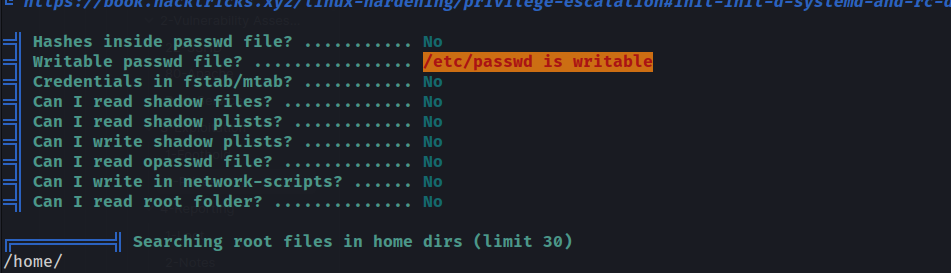 https://book.hacktricks.xyz/linux-hardening/privilege-escalation#init-init-d-systemd-and-rc-d
Hashes inside passwd file? ........... No
Writable passwd file? ................ /etc/passwd is writable
Credentials in fstab/mtab? ........... No
Can I read shadow files? ............. No
Can I read shadow plists? ............ No
Can I write shadow plists? ........... No
Can I read opasswd file? ............. No
Can I write in network-scripts? ...... No
Can I read root folder? .............. No
Searching root files in home dirs (limit 30)
/home/